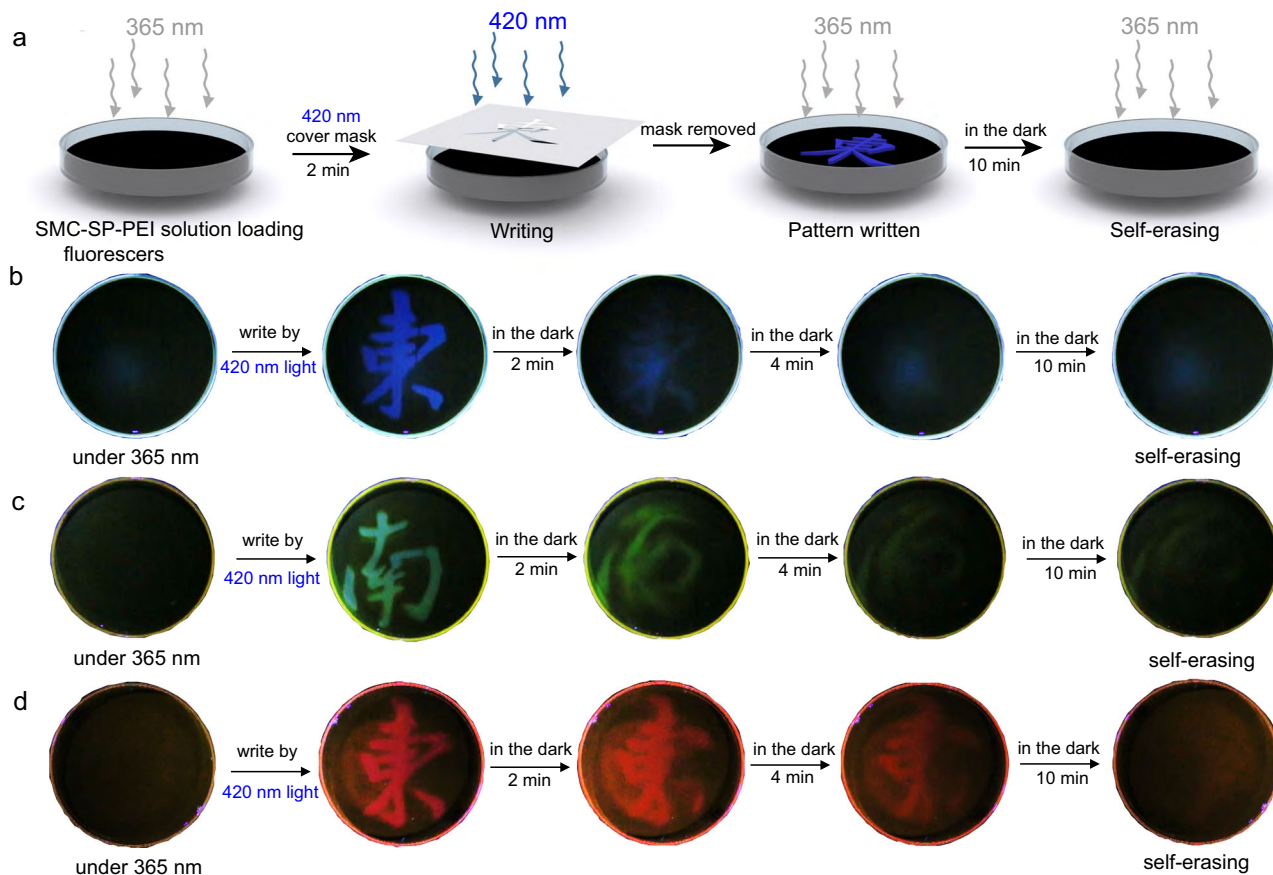 a
365 nm
420 nm
365 nm
365 nm
420 nm
cover mask
2 min
mask removed
in the dark
10 min
SMC-SP-PEI solution loading
fluorescers
Writing
Pattern written
Self-erasing
b
write by
420 nm light
東
in the dark
2 min
in the dark
4 min
in the dark
10 min
under 365 nm
self-erasing
c
write by
420 nm light
南
in the dark
2 min
in the dark
4 min
in the dark
10 min
under 365 nm
self-erasing
d
write by
420 nm light
東
in the dark
2 min
in the dark
4 min
in the dark
10 min
under 365 nm
self-erasing